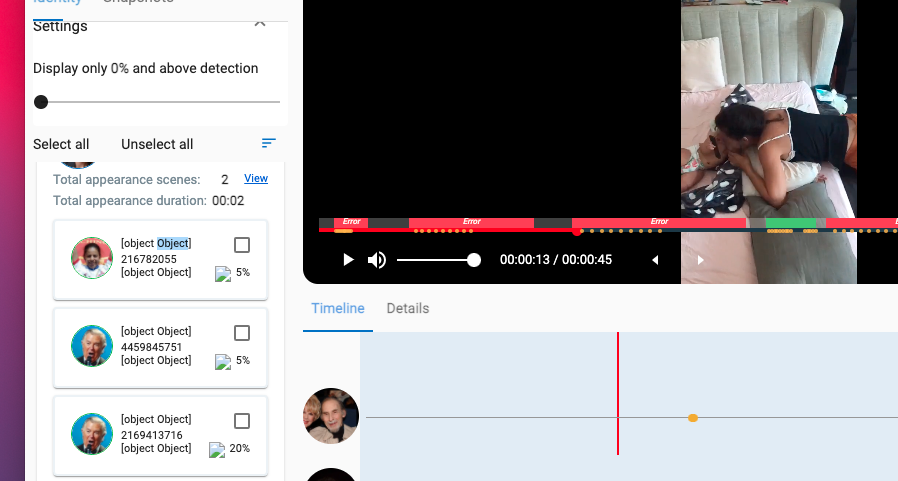 Identity Snapshots
Settings
Display only 0% and above detection
Select all Unselect all
Total appearance scenes: 2 View
Total appearance duration: 00:02
[object Object]
216782055
[object Object] 5%
[object Object]
4459845751
[object Object] 5%
[object Object]
2169413716
[object Object] 20%
Error Error Error E
00:00:13 / 00:00:45
Timeline Details